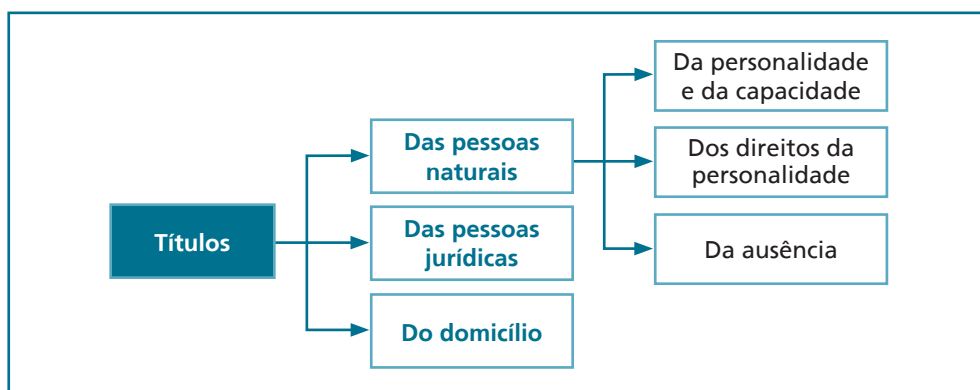 Títulos
Das pessoas
naturais
Das pessoas
jurídicas
Do domicílio
Da personalidade
e da capacidade
Dos direitos da
personalidade
Da ausência